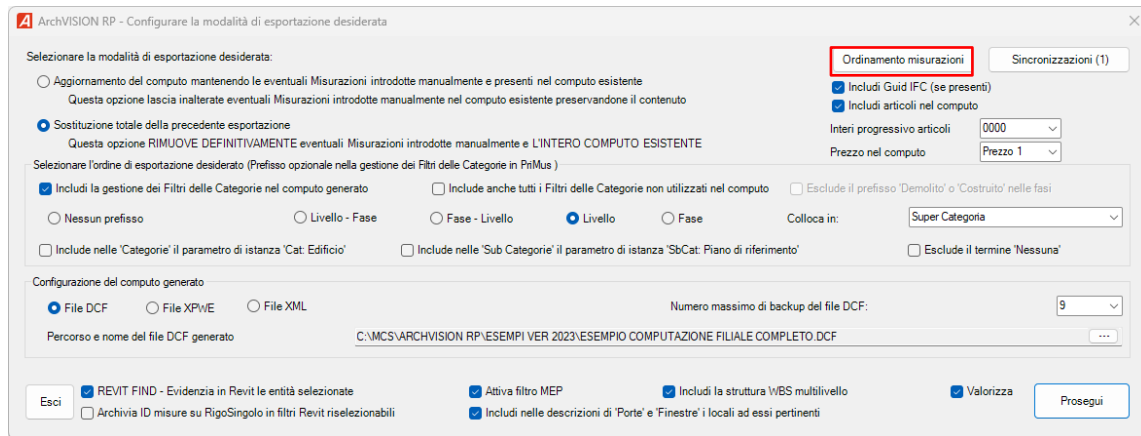 ArchVISION RP - Configurare la modalità di esportazione desiderata
Selezionare la modalità di esportazione desiderata:
Ordinamento misurazioni
Sincronizzazioni (1)
Aggiornamento del computo mantenendo le eventuali Misurazioni introdotte manualmente e presenti nel computo esistente
Questa opzione lascia inalterate eventuali Misurazioni introdotte manualmente nel computo esistente preservandone il contenuto
Includi Guid IFC (se presenti)
Includi articoli nel computo
Sostituzione totale della precedente esportazione
Questa opzione RIMUOVE DEFINITIVAMENTE eventuali Misurazioni introdotte manualmente e L'INTERO COMPUTO ESISTENTE
Interi progressivo articoli 0000
Prezzo nel computo Prezzo 1
Selezionare l'ordine di esportazione desiderato (Prefisso opzionale nella gestione dei Filtri delle Categorie in PriMus )
Includi la gestione dei Filtri delle Categorie nel computo generato
Include anche tutti i Filtri delle Categorie non utilizzati nel computo
Esclude il prefisso 'Demolito' o 'Costruito' nelle fasi
Nessun prefisso
Livello - Fase
Fase - Livello
Livello
Fase
Colloca in:
Super Categoria
Include nelle 'Categorie' il parametro di istanza 'Cat: Edificio'
Include nelle 'Sub Categorie' il parametro di istanza 'SbCat: Piano di riferimento'
Esclude il termine 'Nessuna'
Configurazione del computo generato
File DCF
File XPWE
File XML
Numero massimo di backup del file DCF:
9
Percorso e nome del file DCF generato
C:\MCS\ARCHVISION RP\ESEMPI VER 2023\ESEMPIO COMPUTAZIONE FILIALE COMPLETO.DCF
...
Esci
REVIT FIND - Evidenzia in Revit le entità selezionate
Attiva filtro MEP
Includi la struttura WBS multilivello
Valorizza
Prosegui
Archivia ID misure su RigoSingolo in filtri Revit riselezionabili
Includi nelle descrizioni di 'Porte' e 'Finestre' i locali ad essi pertinenti